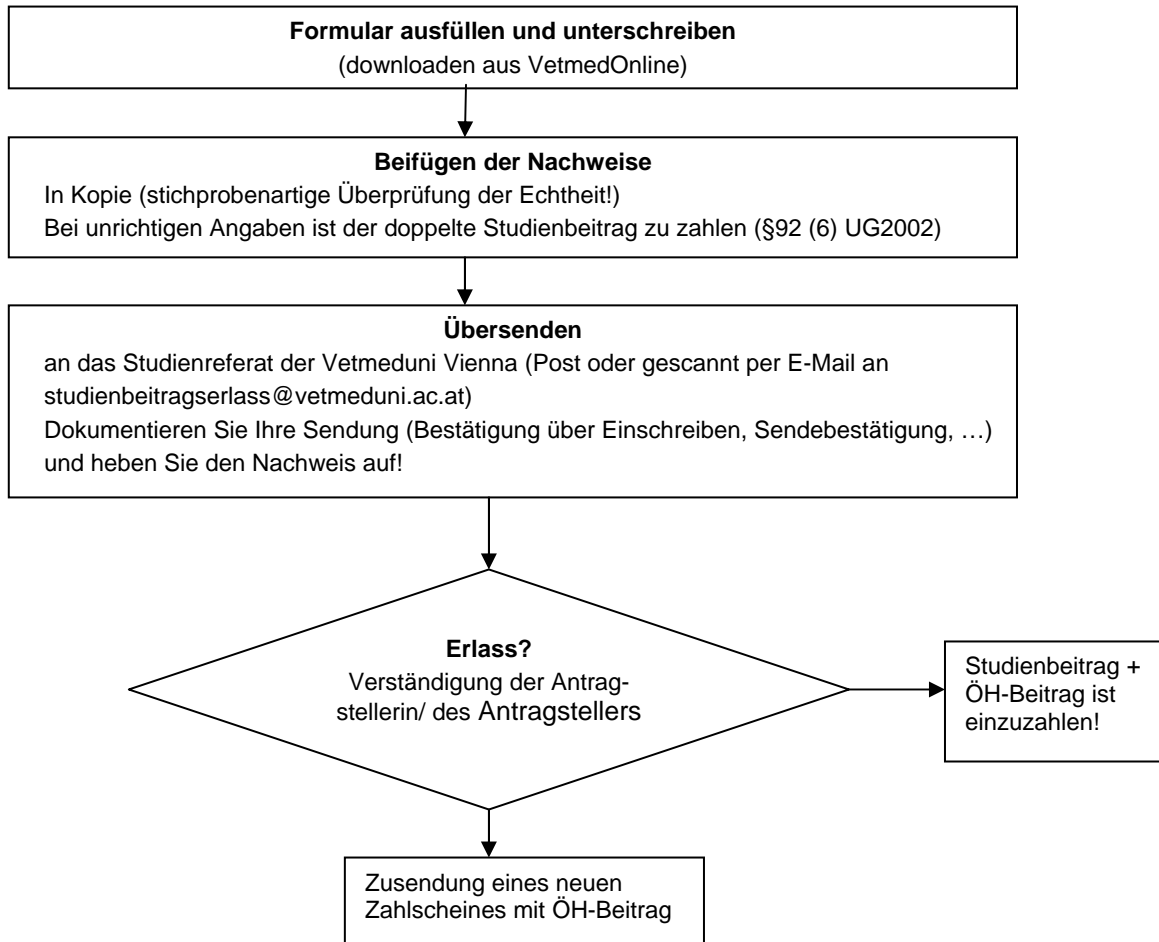 Formular ausfüllen und unterschreiben
(downloaden aus VetmedOnline)
Beifügen der Nachweise
In Kopie (stichprobenartige Überprüfung der Echtheit!)
Bei unrichtigen Angaben ist der doppelte Studienbeitrag zu zahlen (§92 (6) UG2002)
Übersenden
an das Studienreferat der Vetmeduni Vienna (Post oder gescannt per E-Mail an
studienbeitragserlass@vetmeduni.ac.at)
Dokumentieren Sie Ihre Sendung (Bestätigung über Einschreiben, Sendebestätigung, …)
und heben Sie den Nachweis auf!
Erlass?
Verständigung der Antrag-
stellerin/ des Antragstellers
Studienbeitrag +
ÖH-Beitrag ist
einzuzahlen!
Zusendung eines neuen
Zahlscheines mit ÖH-Beitrag